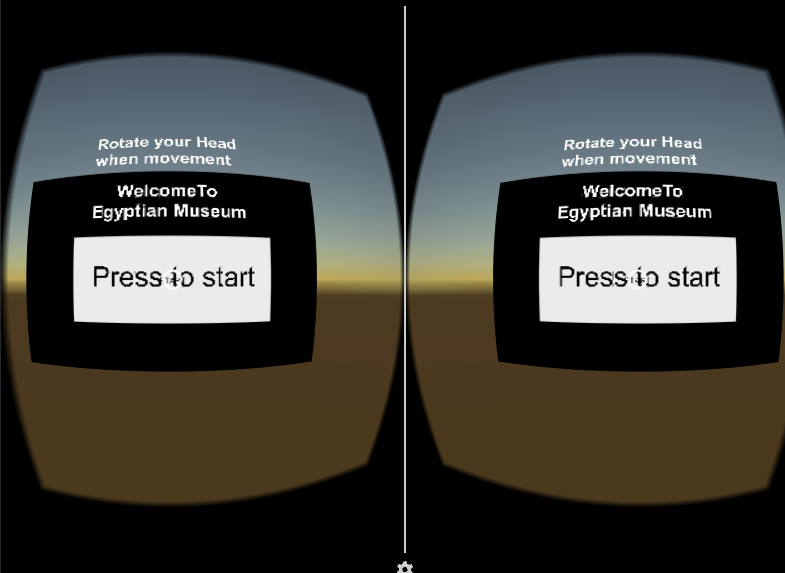 Rotate your Head
when movement
WelcomeTo
Egyptian Museum
Press to start
Rotate your Head
when movement
WelcomeTo
Egyptian Museum
Press to start